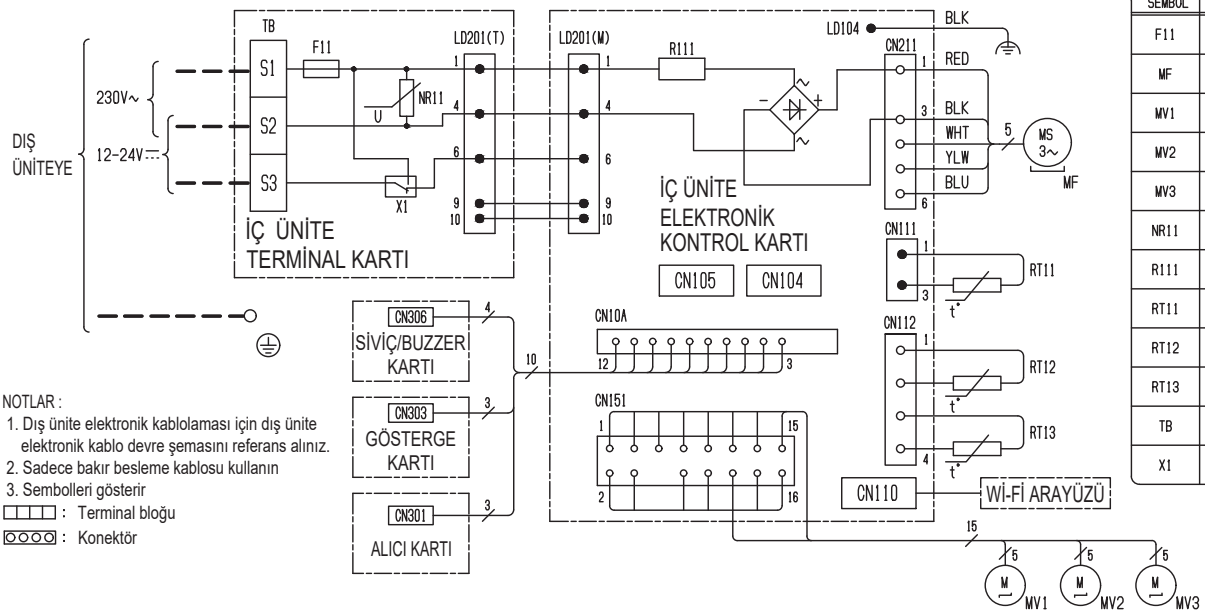 DIŞ
ÜNİTEYE
230V~
12-24V⎓
TB
S1
S2
S3
F11
NR11
U
X1
LD201(T)
1
4
6
9
10
İÇ ÜNİTE
TERMİNAL KARTI
LD201(M)
1
4
6
9
10
R111
~
-
+
~
LD104
BLK
CN211
1
RED
3
BLK
WHT
YLW
BLU
6
5
MS
3~
MF
İÇ ÜNİTE
ELEKTRONİK
KONTROL KARTI
CN105
CN104
CN111
1
3
RT11
t°
CN112
1
4
RT12
t°
RT13
t°
CN10A
12
3
CN151
1
15
2
16
CN110
Wİ-Fİ ARAYÜZÜ
CN306
4
SİVİÇ/BUZZER
KARTI
CN303
3
GÖSTERGE
KARTI
CN301
3
ALICI KARTI
10
15
5
5
5
M
MV1
M
MV2
M
MV3
NOTLAR :
1. Dış ünite elektronik kablolaması için dış ünite
elektronik kablo devre şemasını referans alınız.
2. Sadece bakır besleme kablosu kullanın
3. Sembolleri gösterir
: Terminal bloğu
: Konektör
SEMBOL
F11
MF
MV1
MV2
MV3
NR11
R111
RT11
RT12
RT13
TB
X1